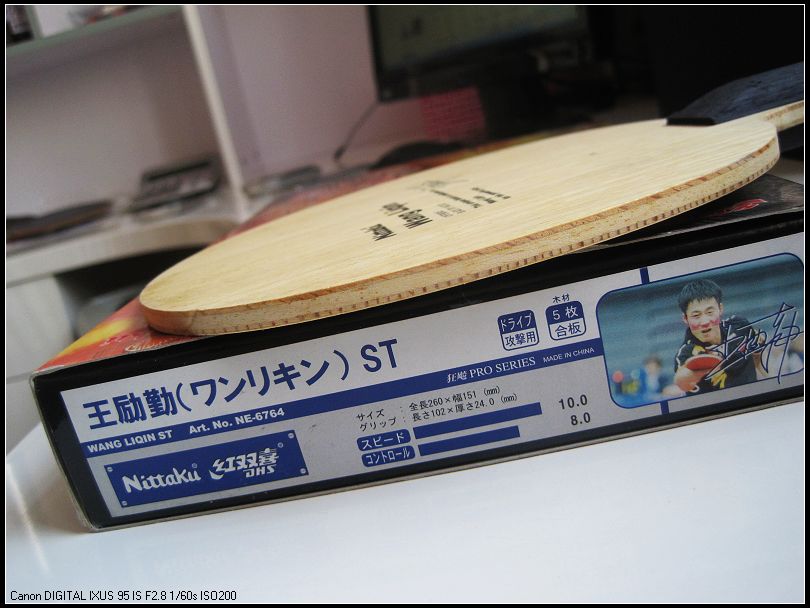 王励勤(ワンリキン) ST
WANG LIQIN ST Art. No. NE-6764
Nittaku 红双喜
DHS
ドライブ
攻撃用
木材
5枚
合板
狂飚 PRO SERIES MADE IN CHINA
サイズ : 全長260×幅151 (mm)
グリップ : 長さ102×厚さ24.0 (mm)
スピード 10.0
コントロール 8.0
Canon DIGITAL IXUS 95 IS F2.8 1/60s ISO200